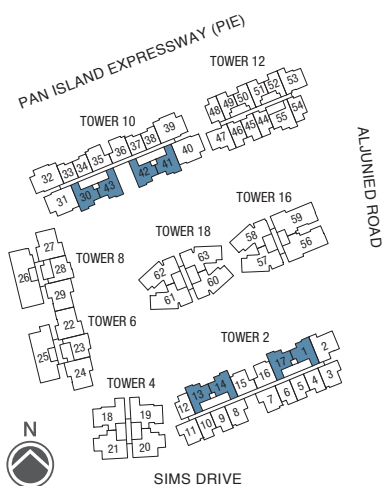 PAN ISLAND EXPRESSWAY (PIE)
TOWER 12
48 49 50 51 52 53
47 46 45 44 55 54
TOWER 10
32 33 34 35 36 37 38 39
31 30 43 42 41 40
ALJUNIED ROAD
TOWER 16
58 59
57 56
TOWER 18
62 63
61 60
TOWER 8
27
26 28
29
TOWER 6
22
25 23
24
TOWER 2
12 13 14 15 16 17 1 2
11 10 9 8 7 6 5 4 3
TOWER 4
18 19
21 20
N
SIMS DRIVE